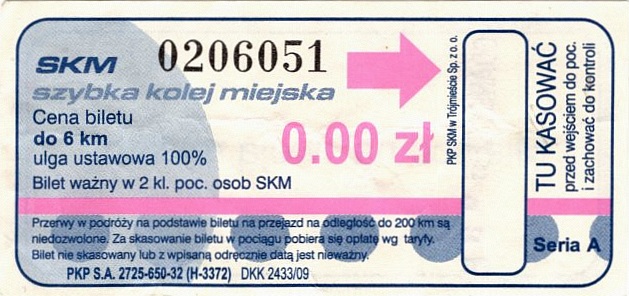 SKM 0206051
szybka kolej miejska
Cena biletu
do 6 km
ulga ustawowa 100%
0.00 zł
Bilet ważny w 2 kl. poc. osob SKM
Przerwy w podróży na podstawie biletu na przejazd na odległość do 200 km są
niedozwolone. Za skasowanie biletu w pociągu pobiera się opłatę wg taryfy.
Bilet nie skasowany lub z wpisaną odręcznie datą jest nieważny.
PKP S.A. 2725-650-32 (H-3372) DKK 2433/09
PKP SKM w Trójmieście Sp. z o. o.
TU KASOWAĆ
przed wejściem do poc.
i zachować do kontroli
Seria A